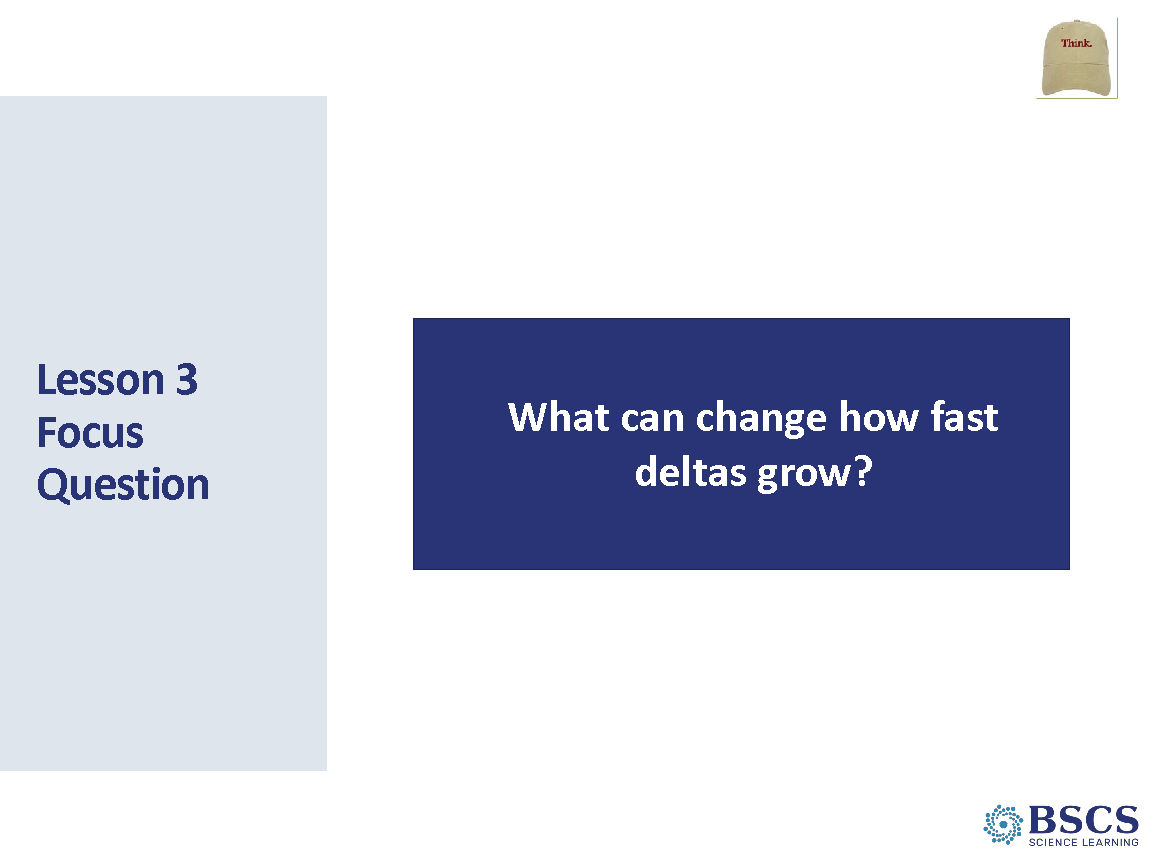 Think.
Lesson 3
Focus
Question
What can change how fast
deltas grow?
BSCS
SCIENCE LEARNING